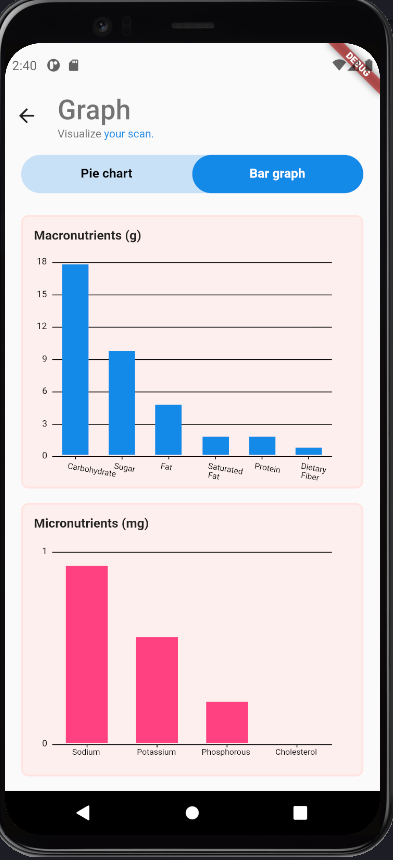 2:40
DEBUG
Graph
Visualize your scan.
Pie chart
Bar graph
Macronutrients (g)
18
15
12
9
6
3
0
Carbohydrate
Sugar
Fat
Saturated
Fat
Protein
Dietary
Fiber
Micronutrients (mg)
1
0
Sodium
Potassium
Phosphorous
Cholesterol